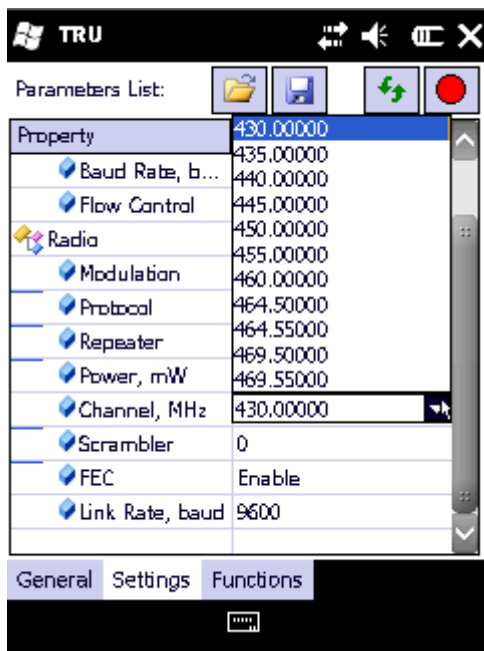 TRU
Parameters List:
Property
430.00000
435.00000
Baud Rate, b...
440.00000
Flow Control
445.00000
450.00000
Radio
455.00000
Modulation
460.00000
Protocol
464.50000
464.55000
Repeater
469.50000
Power, mW
469.55000
Channel, MHz
430.00000
Scrambler
0
FEC
Enable
Link Rate, baud
9600
General
Settings
Functions